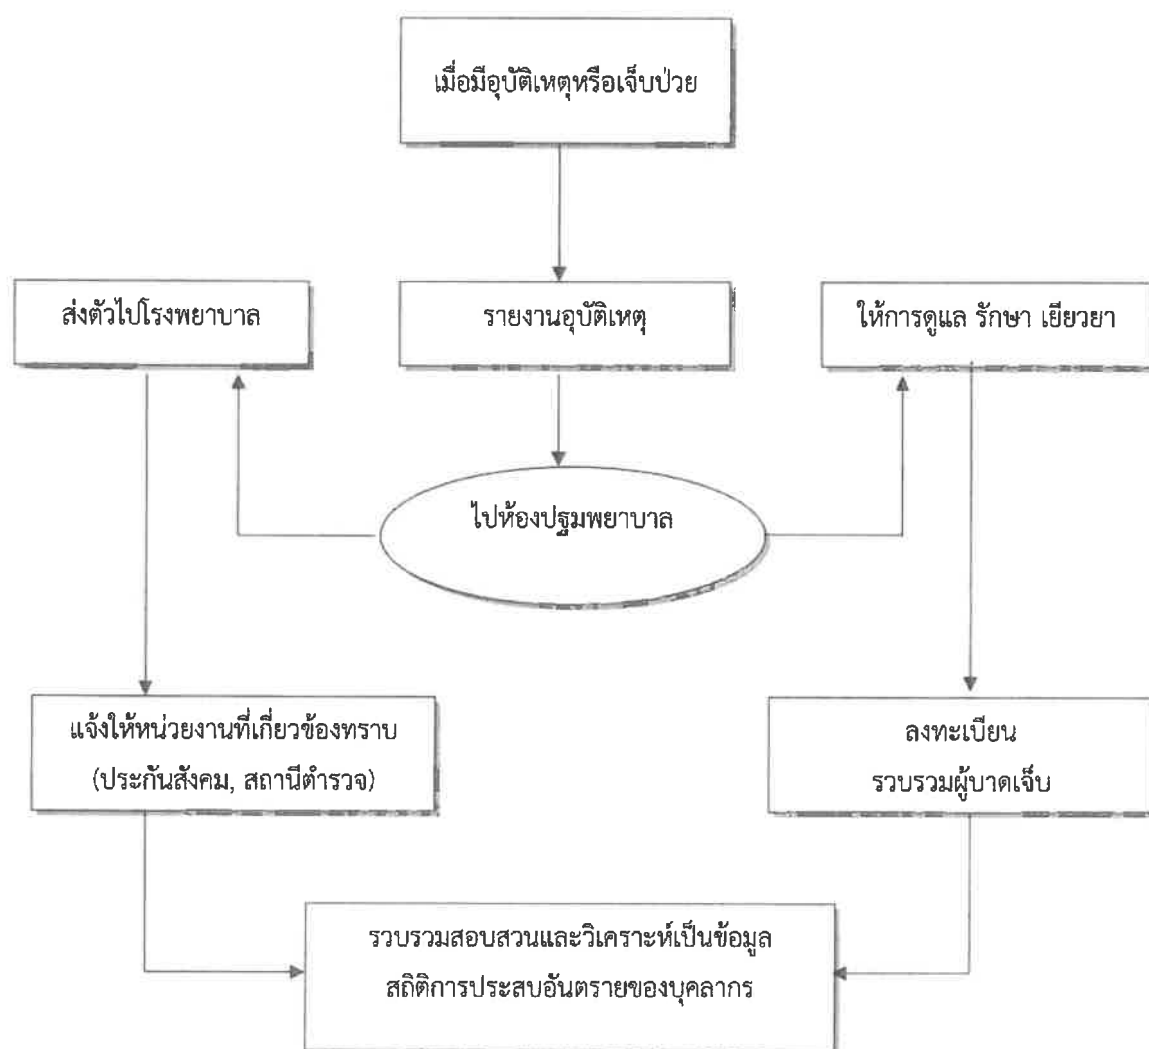 เมื่อมีอุบัติเหตุหรือเจ็บป่วย
ส่งตัวไปโรงพยาบาล
รายงานอุบัติเหตุ
ให้การดูแล รักษา เยียวยา
ไปห้องปฐมพยาบาล
แจ้งให้หน่วยงานที่เกี่ยวข้องทราบ
(ประกันสังคม, สถานีตำรวจ)
ลงทะเบียน
รวบรวมผู้บาดเจ็บ
รวบรวมสอบสวนและวิเคราะห์เป็นข้อมูล
สถิติการประสบอันตรายของบุคลากร